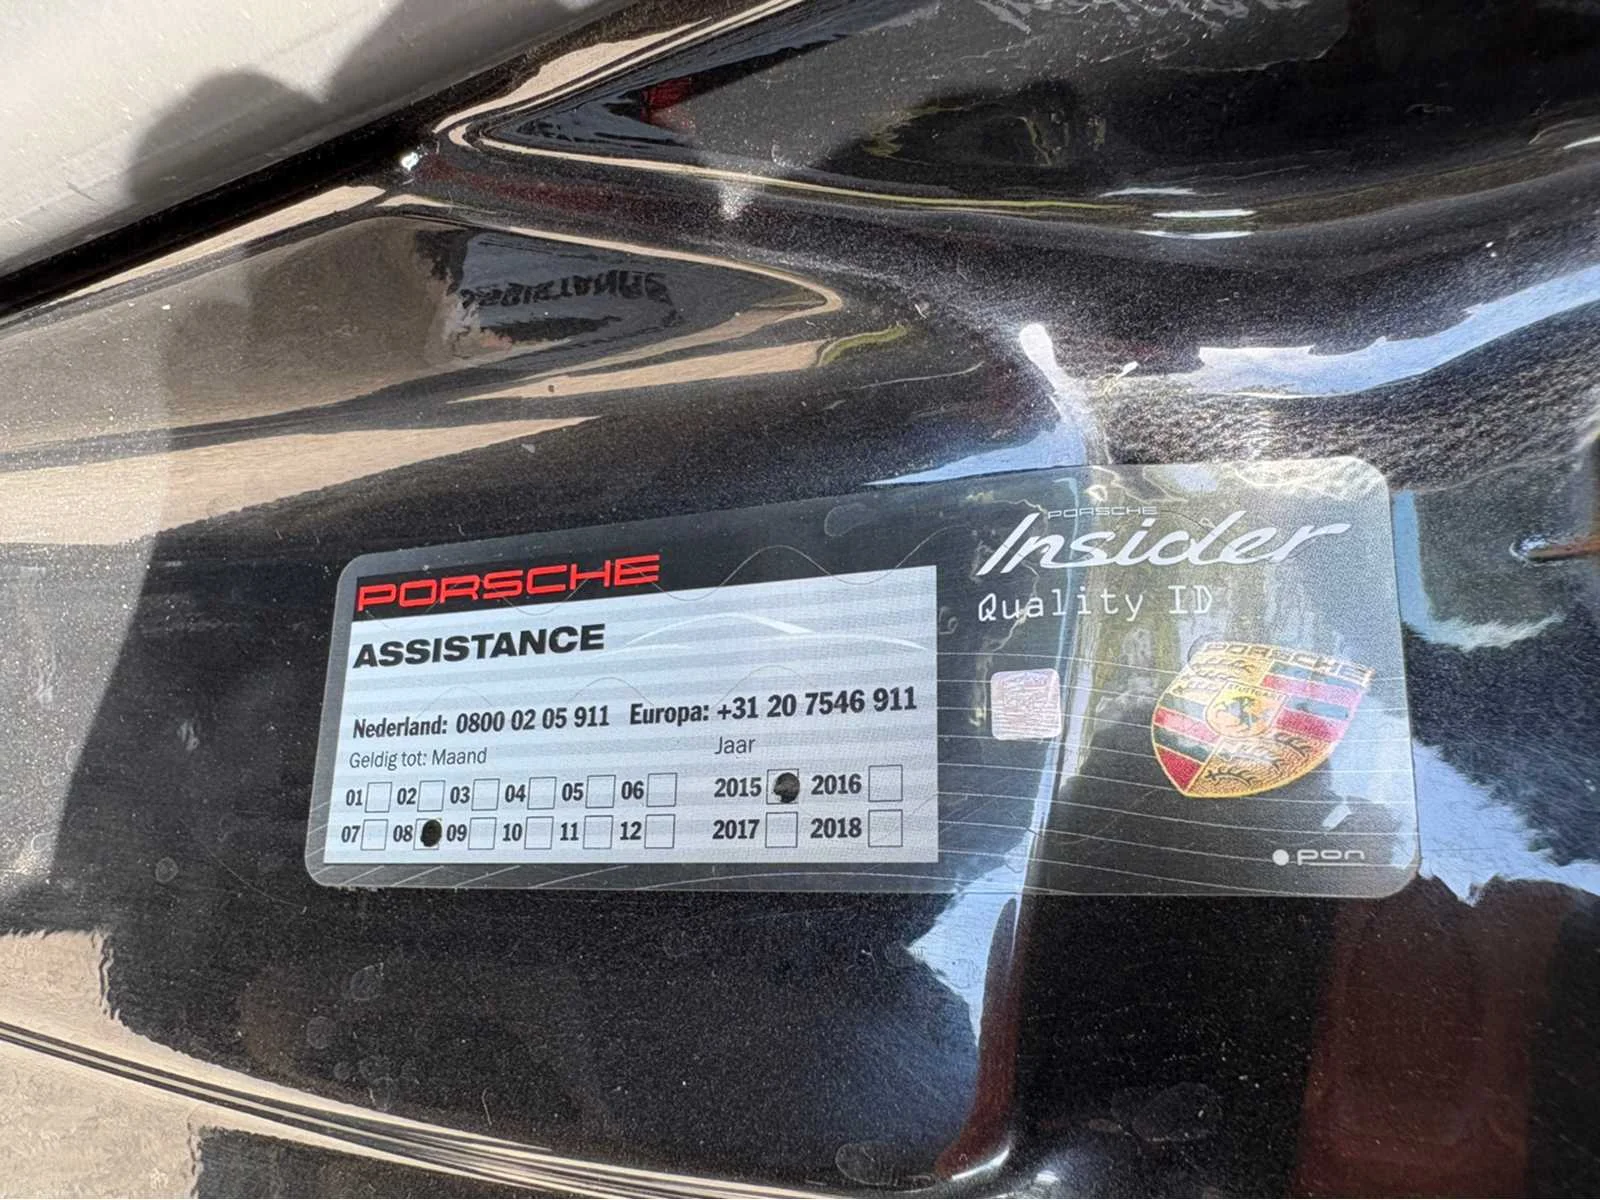 PORSCHE
ASSISTANCE
Nederland: 0800 02 05 911 Europa: +31 20 7546 911
Geldig tot: Maand Jaar
01 02 03 04 05 06 2015 2016
07 08 09 10 11 12 2017 2018
PORSCHE
Insider
Quality ID
PORSCHE
pon